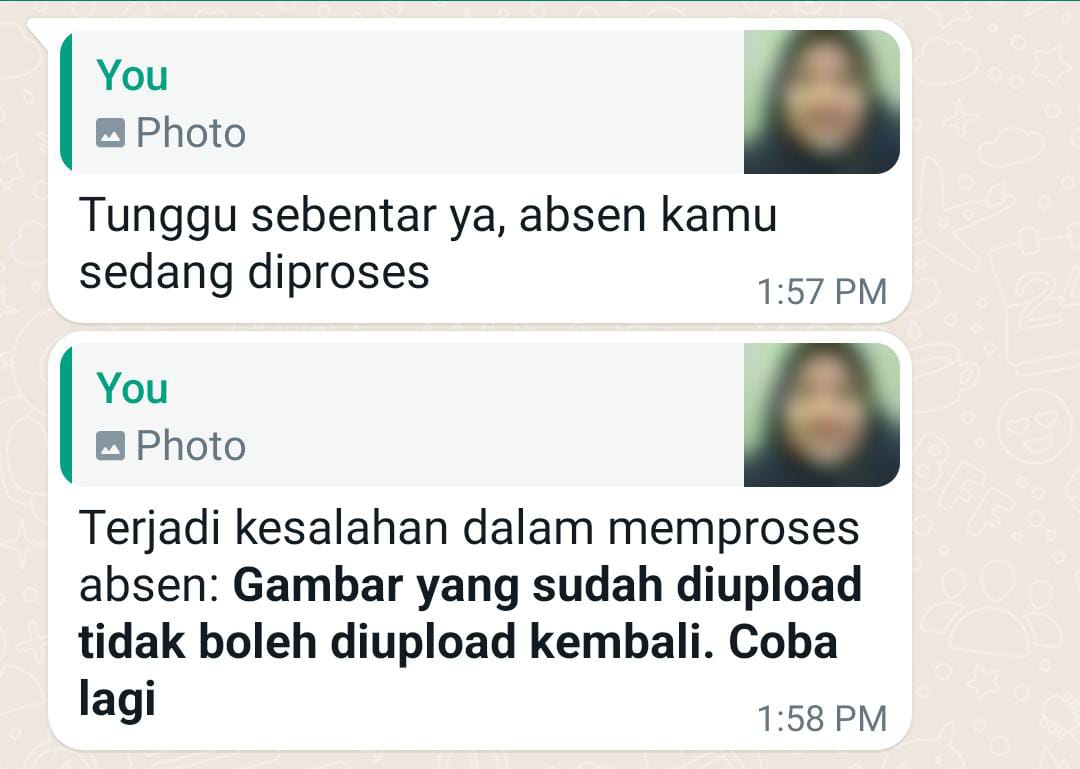 You
Photo
Tunggu sebentar ya, absen kamu
sedang diproses
1:57 PM
You
Photo
Terjadi kesalahan dalam memproses
absen: Gambar yang sudah diupload
tidak boleh diupload kembali. Coba
lagi
1:58 PM